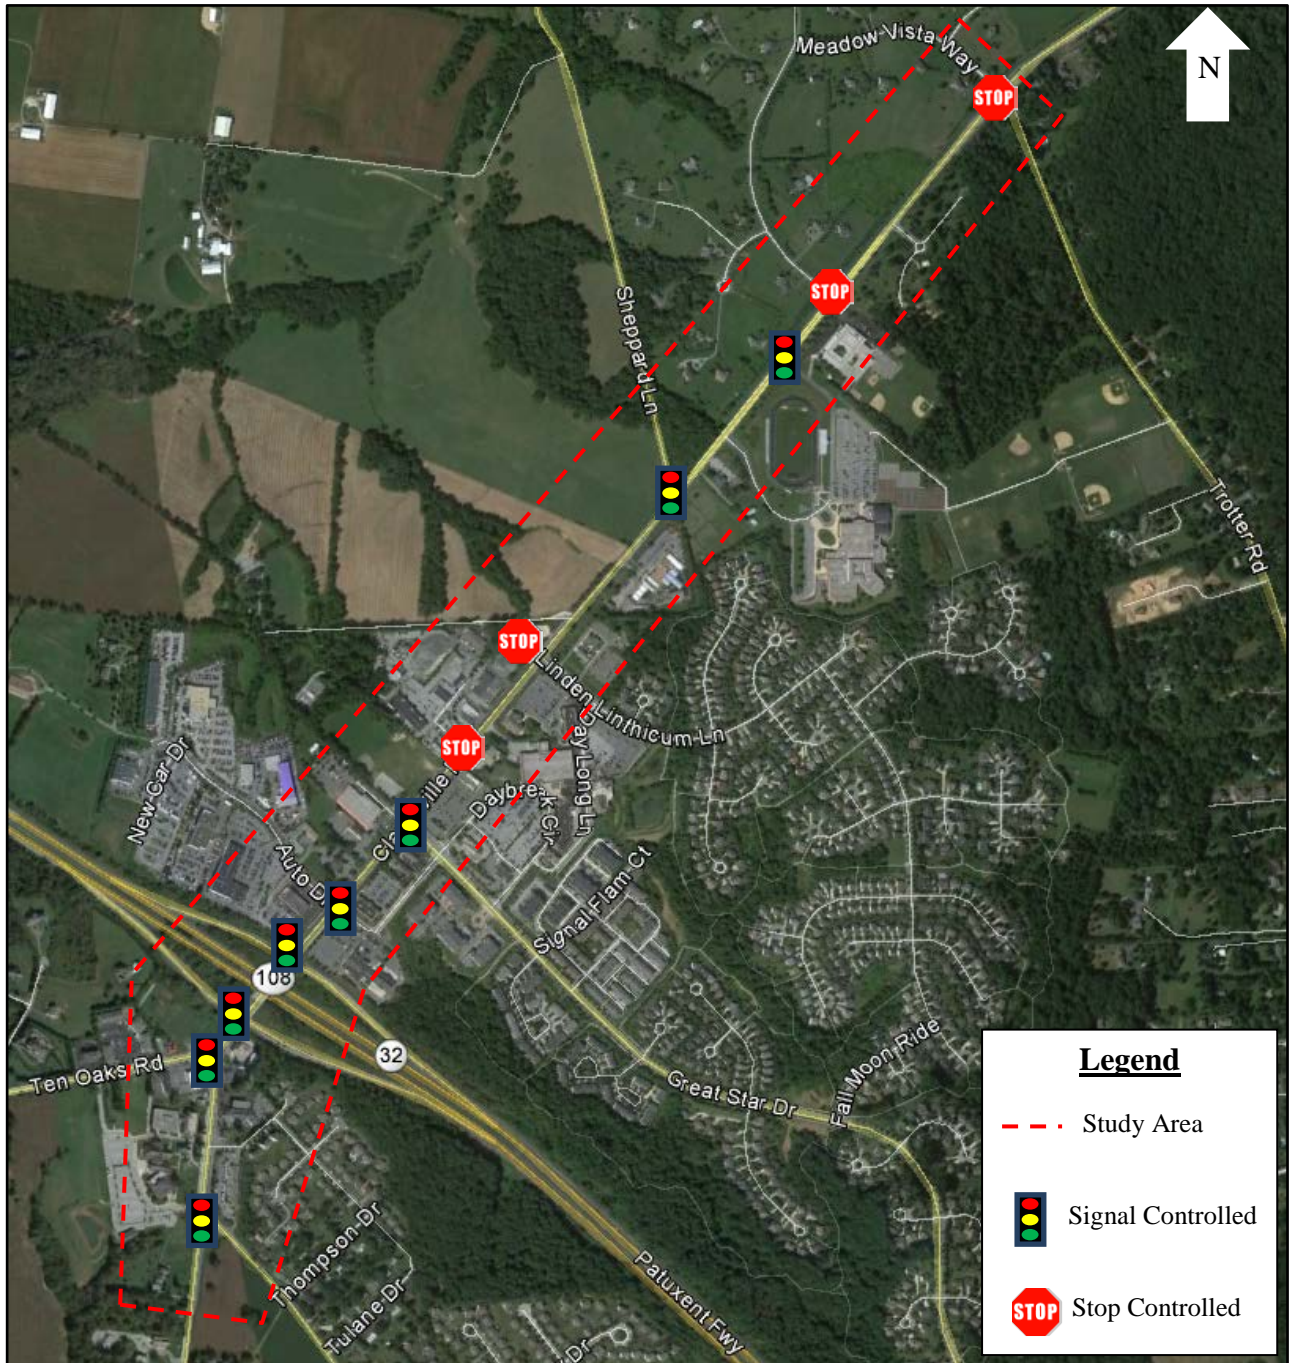 Meadow Vista Way
N
STOP
STOP
Sheppard Ln
Trotter Rd
STOP
Linden Linthicum Ln
STOP
Day Long Ln
New Car Dr
Daybreak Cir
Auto Dr
Signal Flam Ct
108
32
Ten Oaks Rd
Great Star Dr
Fall Moon Ride
Thompson Dr
Tulane Dr
Patuxent Fwy
Dr
Legend
Study Area
Signal Controlled
STOP
Stop Controlled